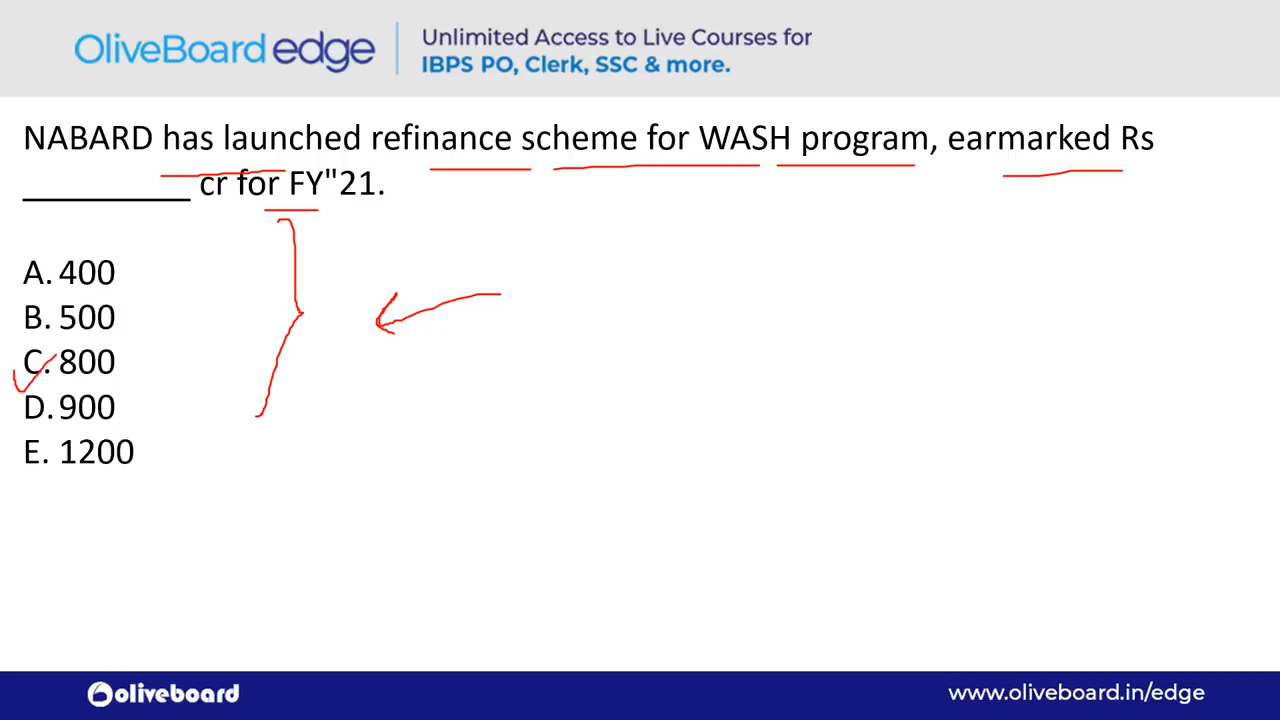 OliveBoard edge
Unlimited Access to Live Courses for
IBPS PO, Clerk, SSC & more.
NABARD has launched refinance scheme for WASH program, earmarked Rs
_________ cr for FY"21.
A. 400
B. 500
C. 800
D. 900
E. 1200
oliveboard
www.oliveboard.in/edge